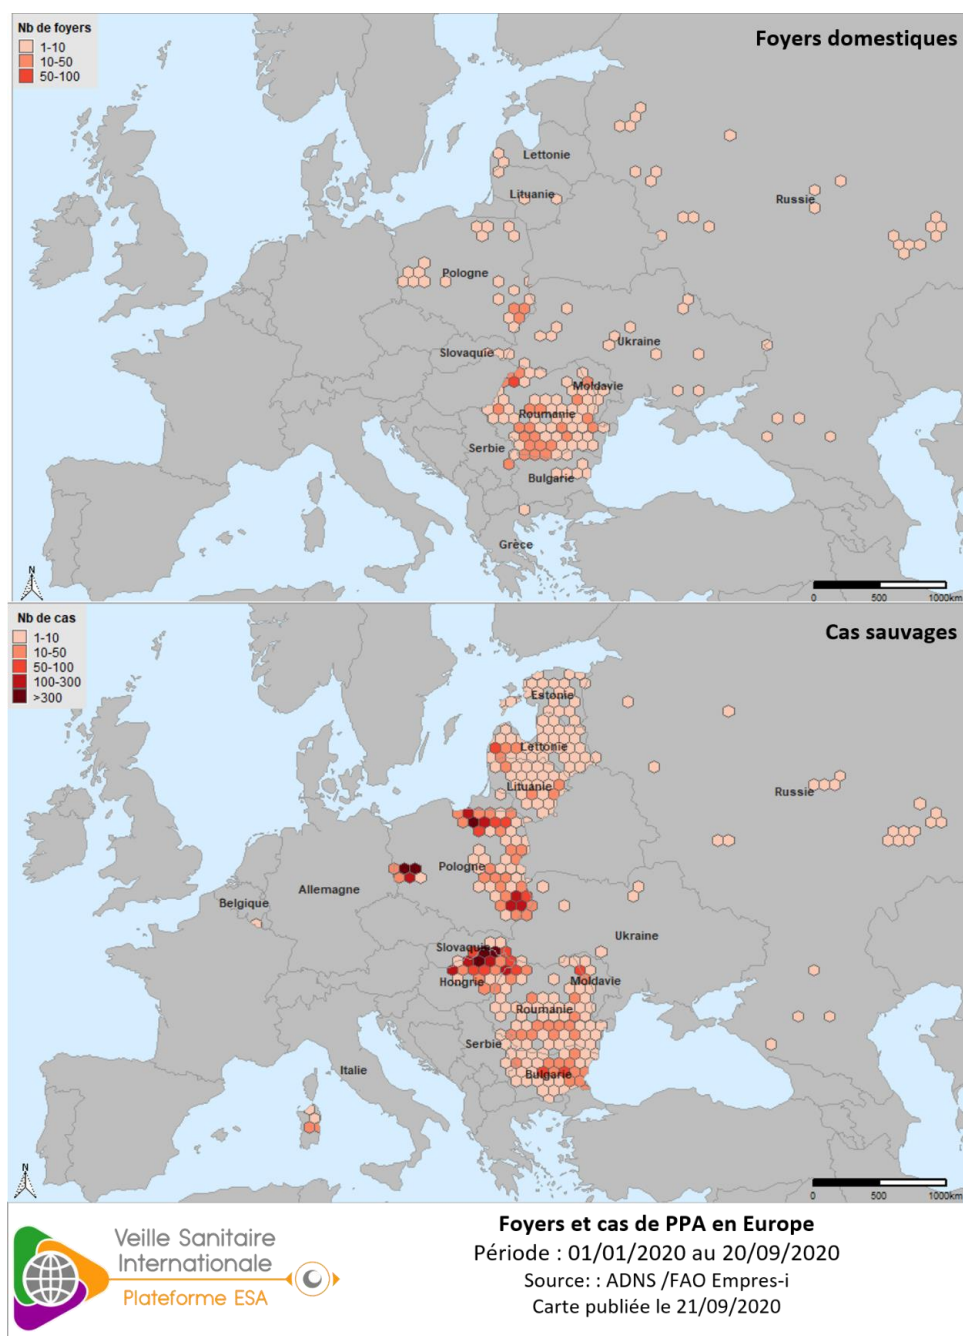 Nb de foyers
1-10
10-50
50-100
Foyers domestiques
Lettonie
Lituanie
Russie
Pologne
Ukraine
Slovaquie
Moldavie
Roumanie
Serbie
Bulgarie
Grèce
N
0 500 1000km
Nb de cas
1-10
10-50
50-100
100-300
>300
Cas sauvages
Estonie
Lettonie
Lituanie
Russie
Pologne
Allemagne
Belgique
Ukraine
Slovaquie
Hongrie
Moldavie
Roumanie
Serbie
Italie
Bulgarie
N
0 500 1000km
Veille Sanitaire
Internationale
Plateforme ESA
Foyers et cas de PPA en Europe
Période : 01/01/2020 au 20/09/2020
Source: : ADNS /FAO Empres-i
Carte publiée le 21/09/2020